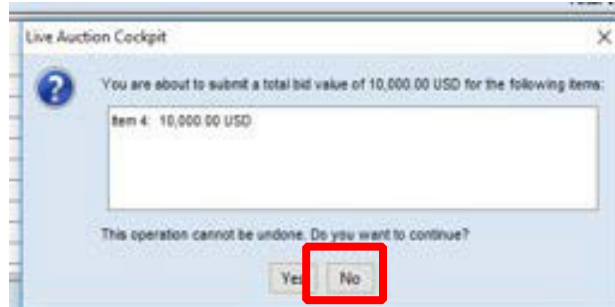 Live Auction Cockpit
You are about to submit a total bid value of 10,000.00 USD for the following items:
Item 4: 10,000.00 USD
This operation cannot be undone. Do you want to continue?
Yes No